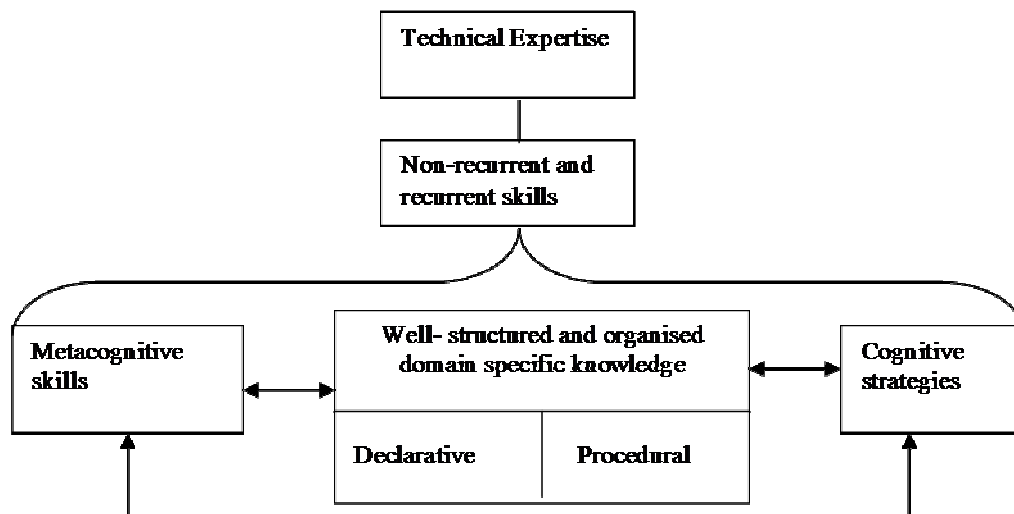 Technical Expertise
Non-recurrent and
recurrent skills
Metacognitive
skills
Well- structured and organised
domain specific knowledge
Declarative
Procedural
Cognitive
strategies